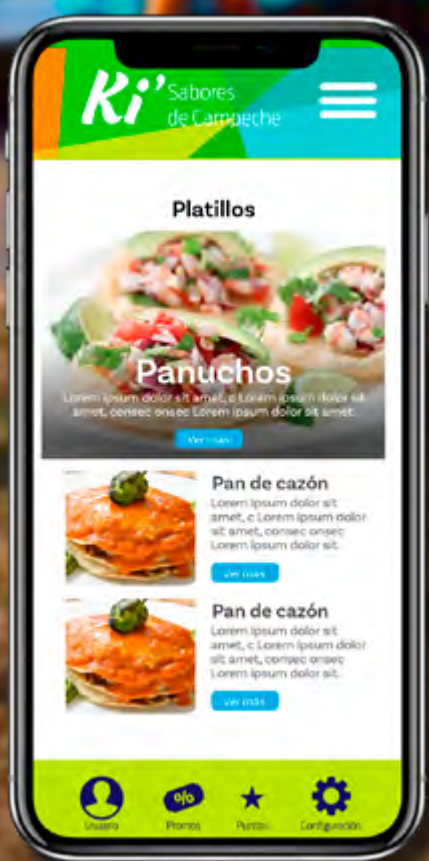 Ki' Sabores
de Campeche
Platillos
Panuchos
Lorem ipsum dolor sit amet, c Lorem ipsum dolor sit
amet, consec onsec Lorem ipsum dolor sit amet.
Ver más
Pan de cazón
Lorem ipsum dolor sit
amet, c Lorem ipsum dolor
sit amet, consec onsec
Lorem ipsum dolor sit.
Ver más
Pan de cazón
Lorem ipsum dolor sit
amet, c Lorem ipsum dolor
sit amet, consec onsec
Lorem ipsum dolor sit.
Ver más
%
Usuario Promos Puntos Configuración